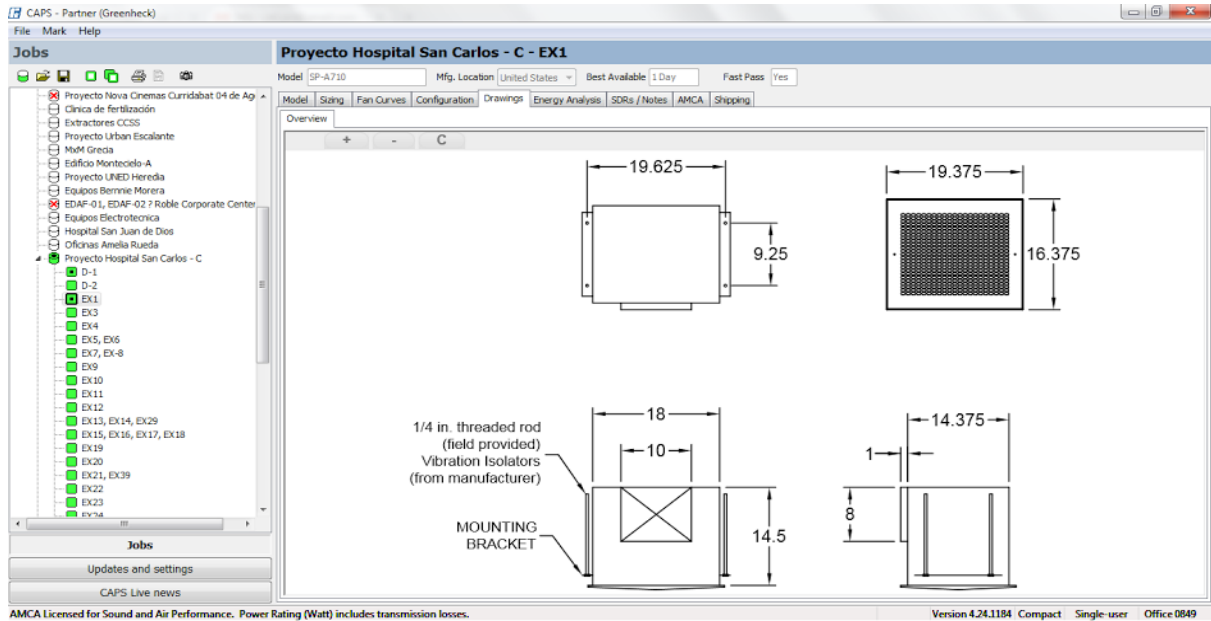 CAPS - Partner (Greenheck)
File Mark Help
Jobs
Proyecto Hospital San Carlos - C - EX1
Model SP-A710 Mfg. Location United States Best Available 1 Day Fast Pass Yes
Model Sizing Fan Curves Configuration Drawings Energy Analysis SDRs / Notes AMCA Shipping
Overview
+ - C
Proyecto Nova Cinemas Curridabat 04 de Ag
Clinica de fertilización
Extractores CCSS
Proyecto Urban Escalante
MxM Grecia
Edificio Montecielo-A
Proyecto UNED Heredia
Equipos Bernnie Morera
EDAF-01, EDAF-02 ? Roble Corporate Center
Equipos Electrotecnica
Hospital San Juan de Dios
Oficinas Amelia Rueda
Proyecto Hospital San Carlos - C
D-1
D-2
EX1
EX3
EX4
EX5, EX6
EX7, EX-8
EX9
EX10
EX11
EX12
EX13, EX14, EX29
EX15, EX16, EX17, EX18
EX19
EX20
EX21, EX39
EX22
EX23
EX24
Jobs
Updates and settings
CAPS Live news
19.625
9.25
19.375
16.375
1/4 in. threaded rod
(field provided)
Vibration Isolators
(from manufacturer)
MOUNTING
BRACKET
18
10
14.5
14.375
1
8
AMCA Licensed for Sound and Air Performance. Power Rating (Watt) includes transmission losses.
Version 4.24.1184 Compact Single-user Office 0849